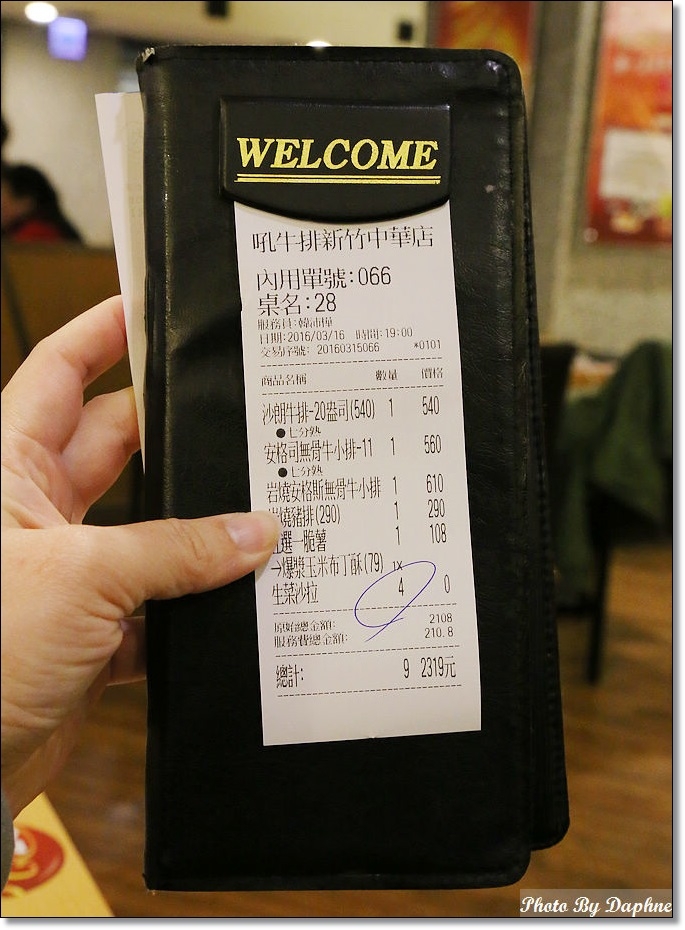 WELCOME
吼牛排新竹中華店
內用單號:066
桌名:28
服務員:韓沛樺
日期:2016/03/16 時間:19:00
交易序號: 20160315066 *0101
商品名稱 數量 價格
沙朗牛排-20盎司(540) 1 540
●七分熟
安格司無骨牛小排-11 1 560
●七分熟
岩燒安格斯無骨牛小排 1 610
燒豬排(290) 1 290
選一脆薯 1 108
→爆漿玉米布丁酥(79) 1x
生菜沙拉 4 0
原始總金額: 2108
服務費總金額: 210.8
總計: 9 2319元
Photo By Daphne